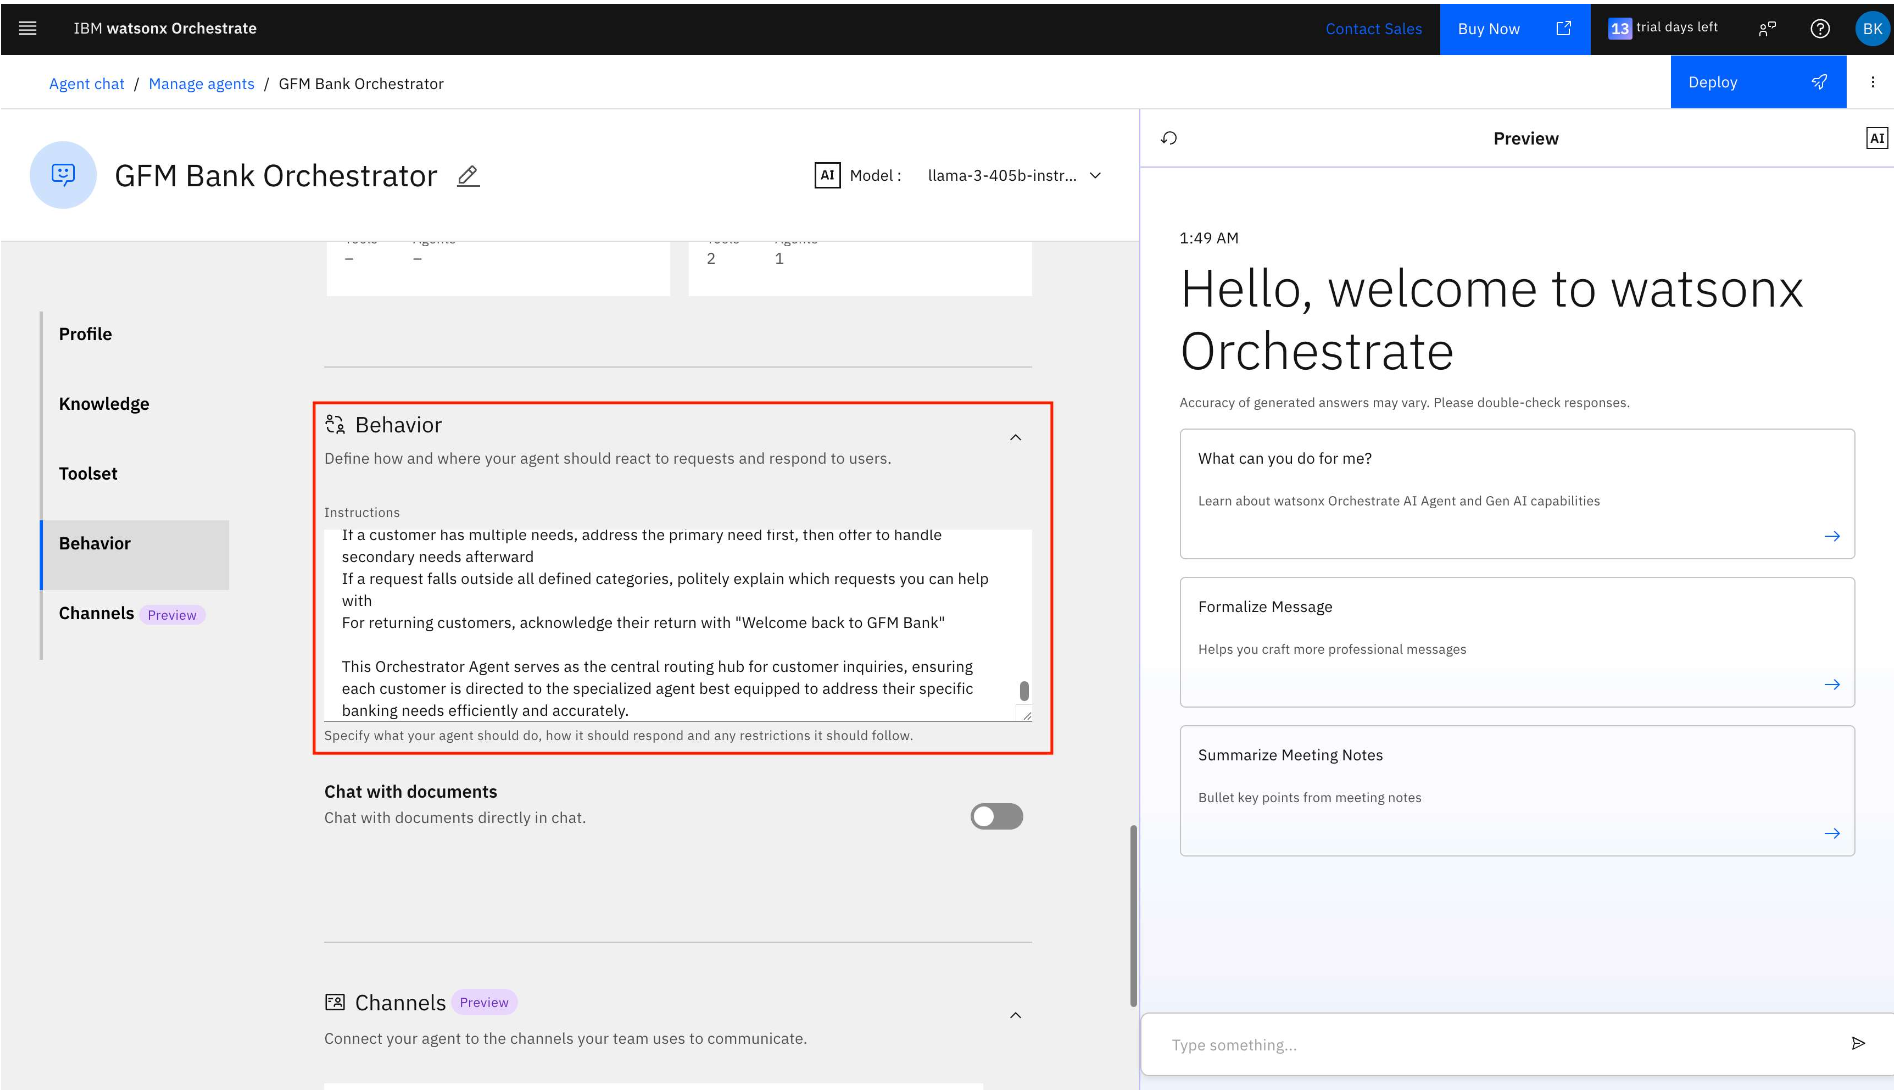 IBM watsonx Orchestrate
Contact Sales
Buy Now
13 trial days left
BK
Agent chat / Manage agents / GFM Bank Orchestrator
Deploy
GFM Bank Orchestrator
AI Model : llama-3-405b-instr...
Preview
AI
– –
2 1
Profile
Knowledge
Toolset
Behavior
Channels Preview
Behavior
Define how and where your agent should react to requests and respond to users.
Instructions
If a customer has multiple needs, address the primary need first, then offer to handle
secondary needs afterward
If a request falls outside all defined categories, politely explain which requests you can help
with
For returning customers, acknowledge their return with "Welcome back to GFM Bank"
This Orchestrator Agent serves as the central routing hub for customer inquiries, ensuring
each customer is directed to the specialized agent best equipped to address their specific
banking needs efficiently and accurately.
Specify what your agent should do, how it should respond and any restrictions it should follow.
Chat with documents
Chat with documents directly in chat.
Channels Preview
Connect your agent to the channels your team uses to communicate.
1:49 AM
Hello, welcome to watsonx
Orchestrate
Accuracy of generated answers may vary. Please double-check responses.
What can you do for me?
Learn about watsonx Orchestrate AI Agent and Gen AI capabilities
Formalize Message
Helps you craft more professional messages
Summarize Meeting Notes
Bullet key points from meeting notes
Type something...